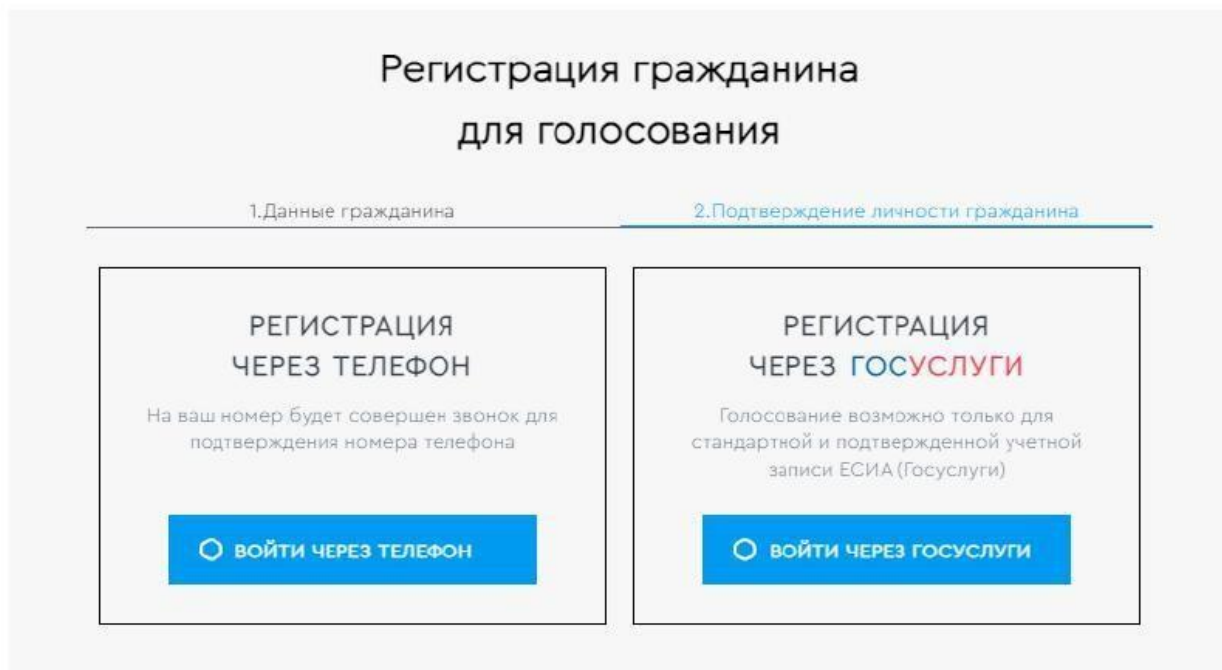 Регистрация гражданина
для голосования
1.Данные гражданина
2.Подтверждение личности гражданина
РЕГИСТРАЦИЯ
ЧЕРЕЗ ТЕЛЕФОН
На ваш номер будет совершен звонок для
подтверждения номера телефона
ВОЙТИ ЧЕРЕЗ ТЕЛЕФОН
РЕГИСТРАЦИЯ
ЧЕРЕЗ ГОСУСЛУГИ
Голосование возможно только для
стандартной и подтвержденной учетной
записи ЕСИА (Госуслуги)
ВОЙТИ ЧЕРЕЗ ГОСУСЛУГИ